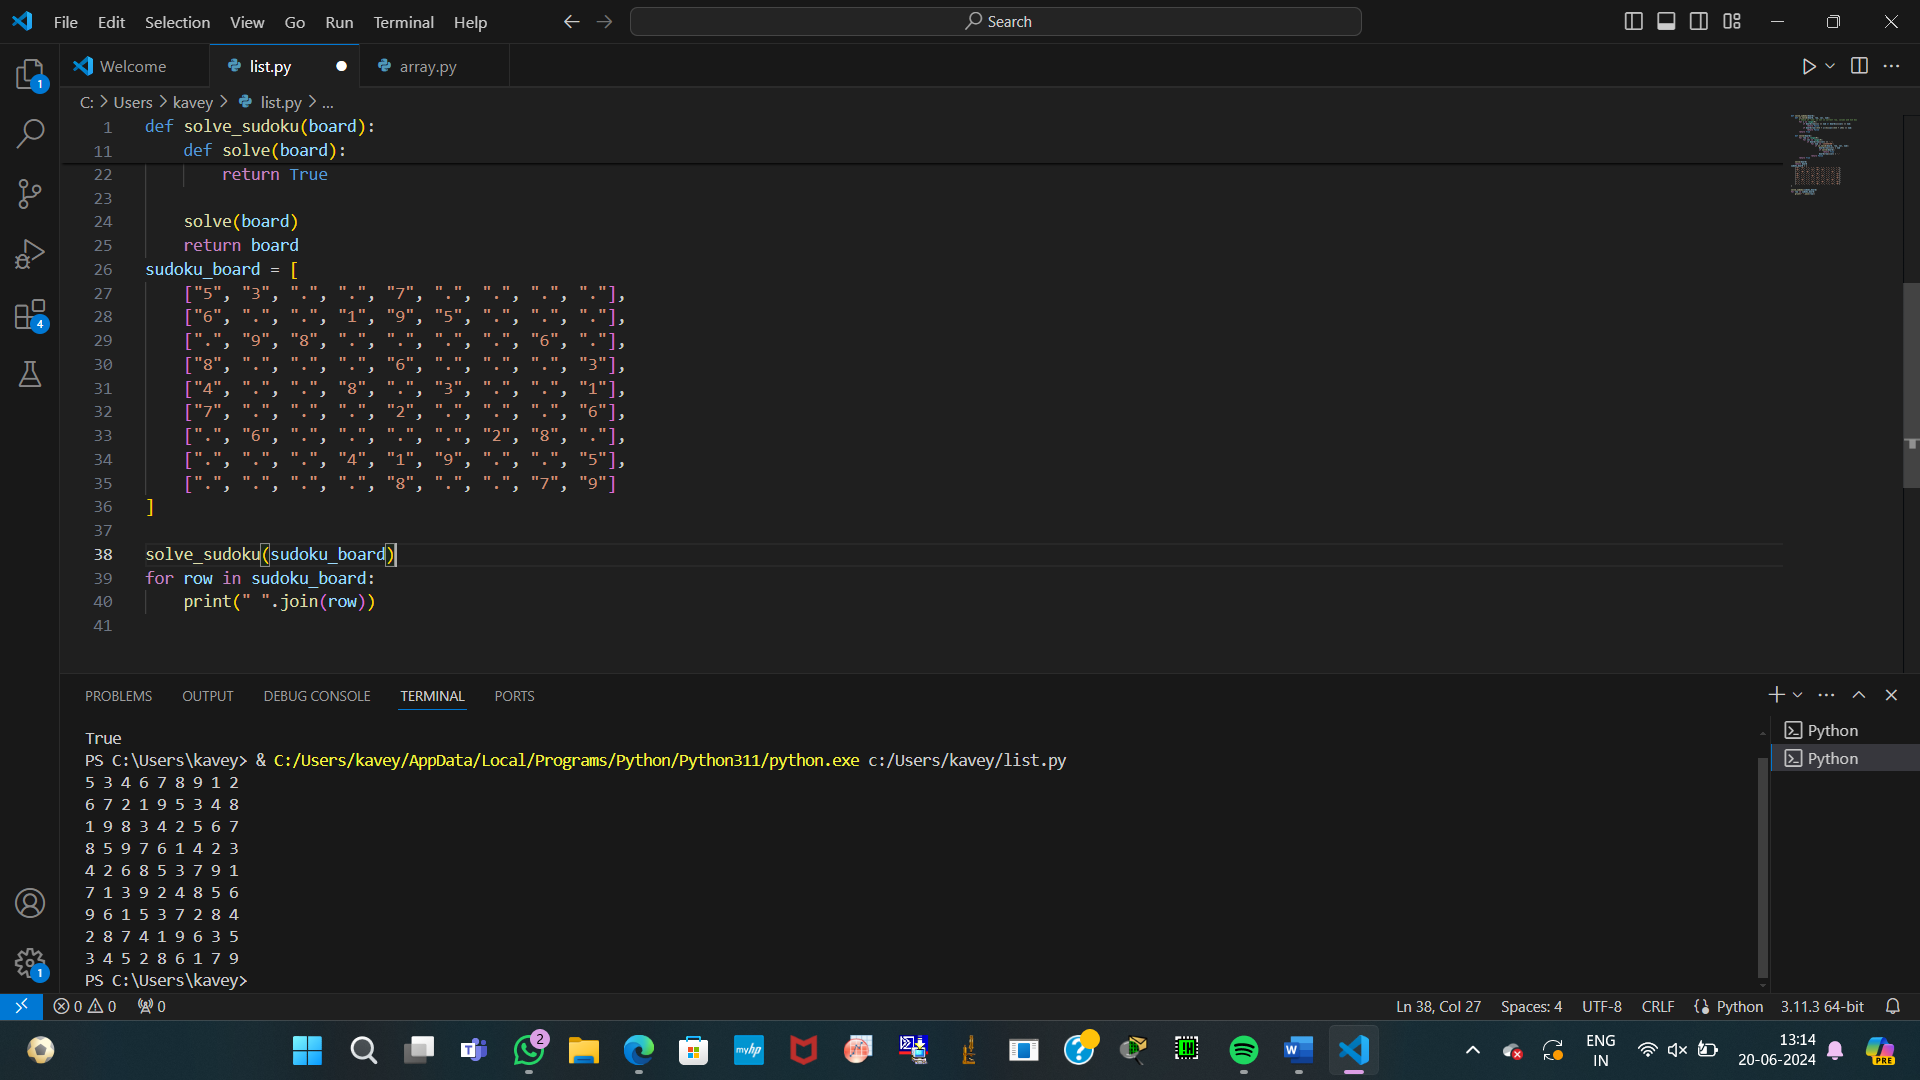 File Edit Selection View Go Run Terminal Help
Search
Welcome
list.py
array.py
C: > Users > kavey > list.py > ...
1 def solve_sudoku(board):
11 def solve(board):
22 return True
23
24 solve(board)
25 return board
26 sudoku_board = [
27 ["5", "3", ".", ".", "7", ".", ".", ".", "."],
28 ["6", ".", ".", "1", "9", "5", ".", ".", "."],
29 [".", "9", "8", ".", ".", ".", ".", "6", "."],
30 ["8", ".", ".", ".", "6", ".", ".", ".", "3"],
31 ["4", ".", ".", "8", ".", "3", ".", ".", "1"],
32 ["7", ".", ".", ".", "2", ".", ".", ".", "6"],
33 [".", "6", ".", ".", ".", ".", "2", "8", "."],
34 [".", ".", ".", "4", "1", "9", ".", ".", "5"],
35 [".", ".", ".", ".", "8", ".", ".", "7", "9"]
36 ]
37
38 solve_sudoku(sudoku_board)
39 for row in sudoku_board:
40 print(" ".join(row))
41
1
4
1
PROBLEMS OUTPUT DEBUG CONSOLE TERMINAL PORTS
True
PS C:\Users\kavey> & C:/Users/kavey/AppData/Local/Programs/Python/Python311/python.exe c:/Users/kavey/list.py
5 3 4 6 7 8 9 1 2
6 7 2 1 9 5 3 4 8
1 9 8 3 4 2 5 6 7
8 5 9 7 6 1 4 2 3
4 2 6 8 5 3 7 9 1
7 1 3 9 2 4 8 5 6
9 6 1 5 3 7 2 8 4
2 8 7 4 1 9 6 3 5
3 4 5 2 8 6 1 7 9
PS C:\Users\kavey>
Python
Python
0 0 0
Ln 38, Col 27 Spaces: 4 UTF-8 CRLF Python 3.11.3 64-bit
2
myhp
ENG
IN
13:14
20-06-2024
PRE